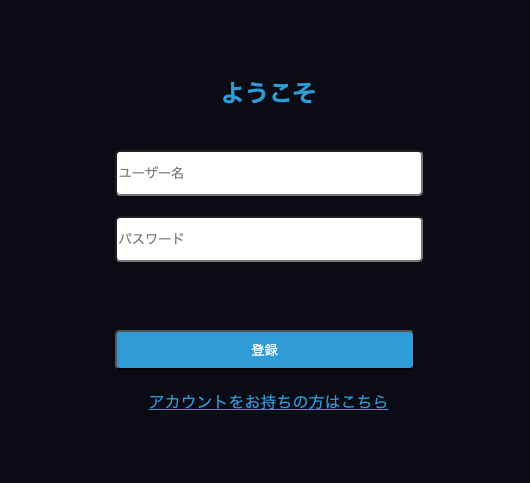 ようこそ
ユーザー名
パスワード
登録
アカウントをお持ちの方はこちら